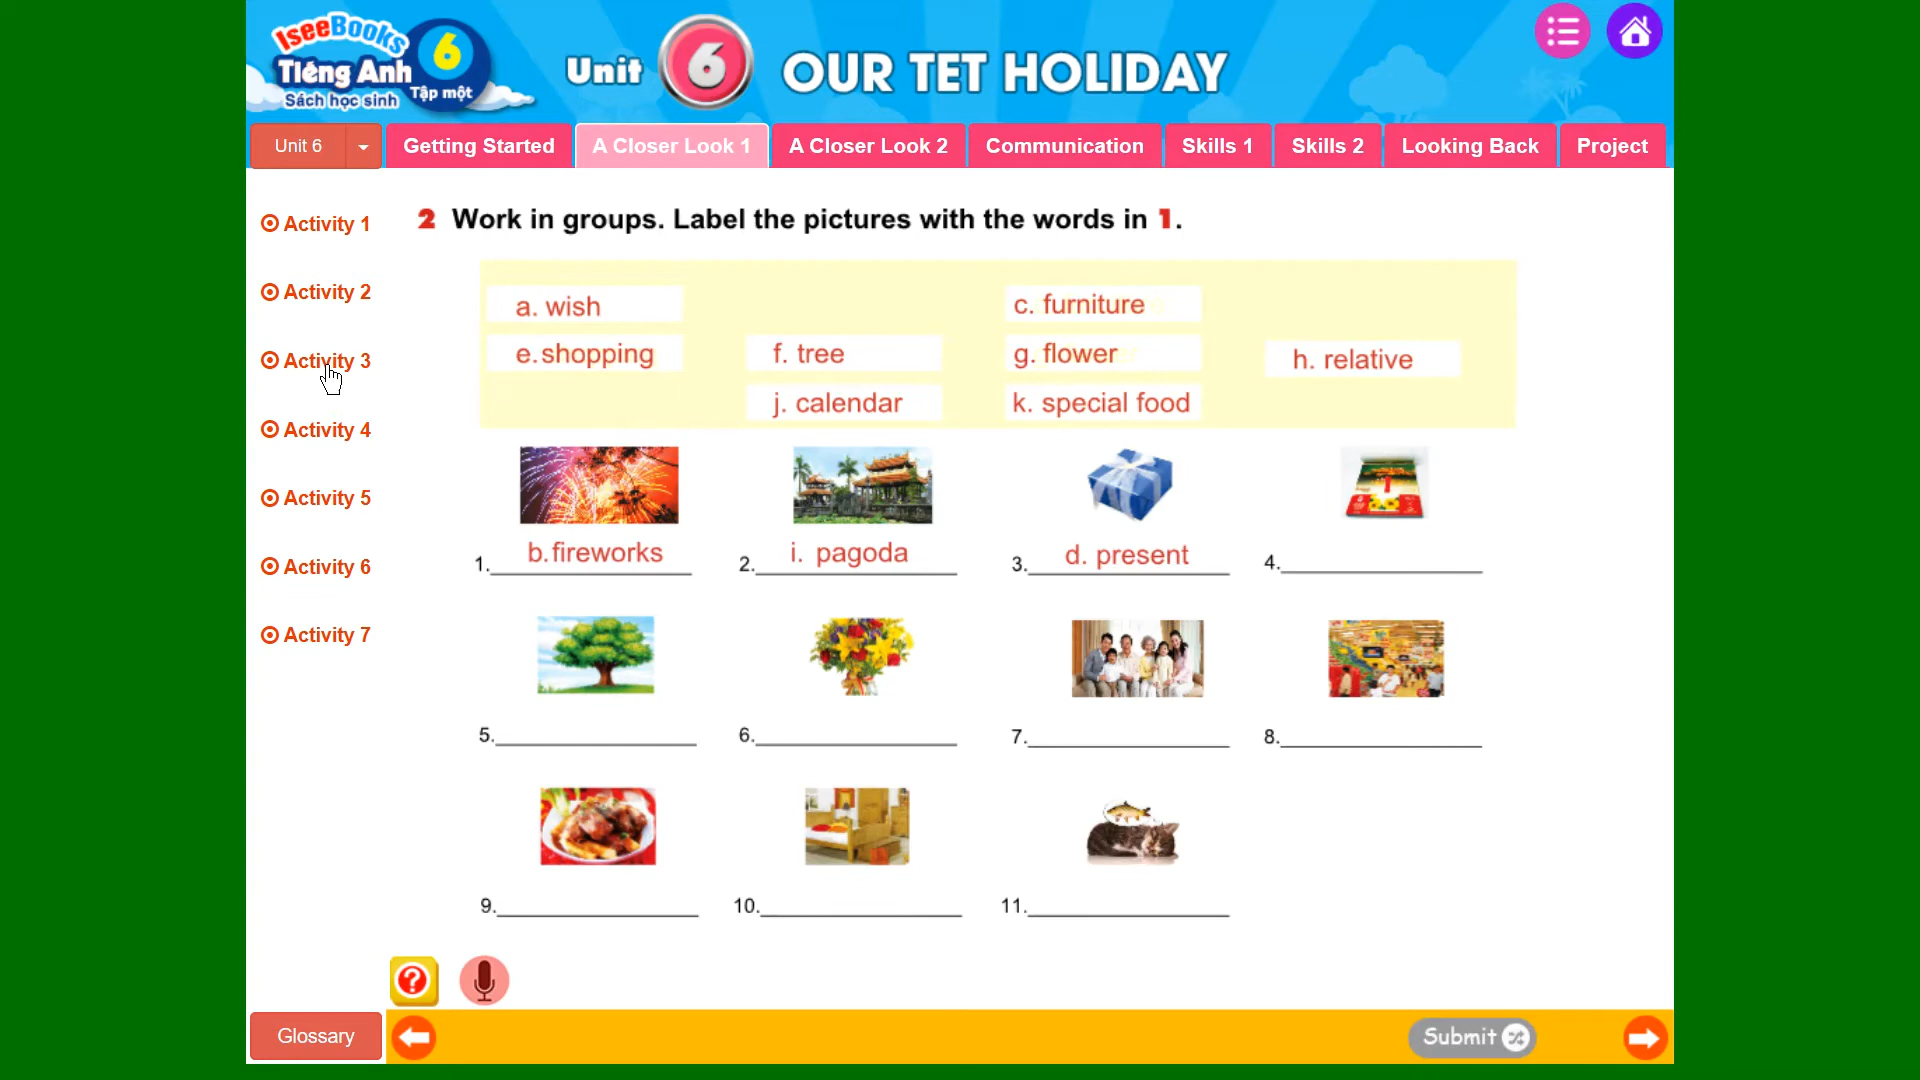 IseeBooks
Tiếng Anh 6
Sách học sinh Tập một
Unit 6 OUR TET HOLIDAY
Unit 6
Getting Started
A Closer Look 1
A Closer Look 2
Communication
Skills 1
Skills 2
Looking Back
Project
Activity 1
Activity 2
Activity 3
Activity 4
Activity 5
Activity 6
Activity 7
2 Work in groups. Label the pictures with the words in 1.
a. wish
c. furniture
e. shopping
f. tree
g. flower
h. relative
j. calendar
k. special food
1. b. fireworks
2. i. pagoda
3. d. present
4.
5.
6.
7.
8.
9.
10.
11.
?
Glossary
Submit